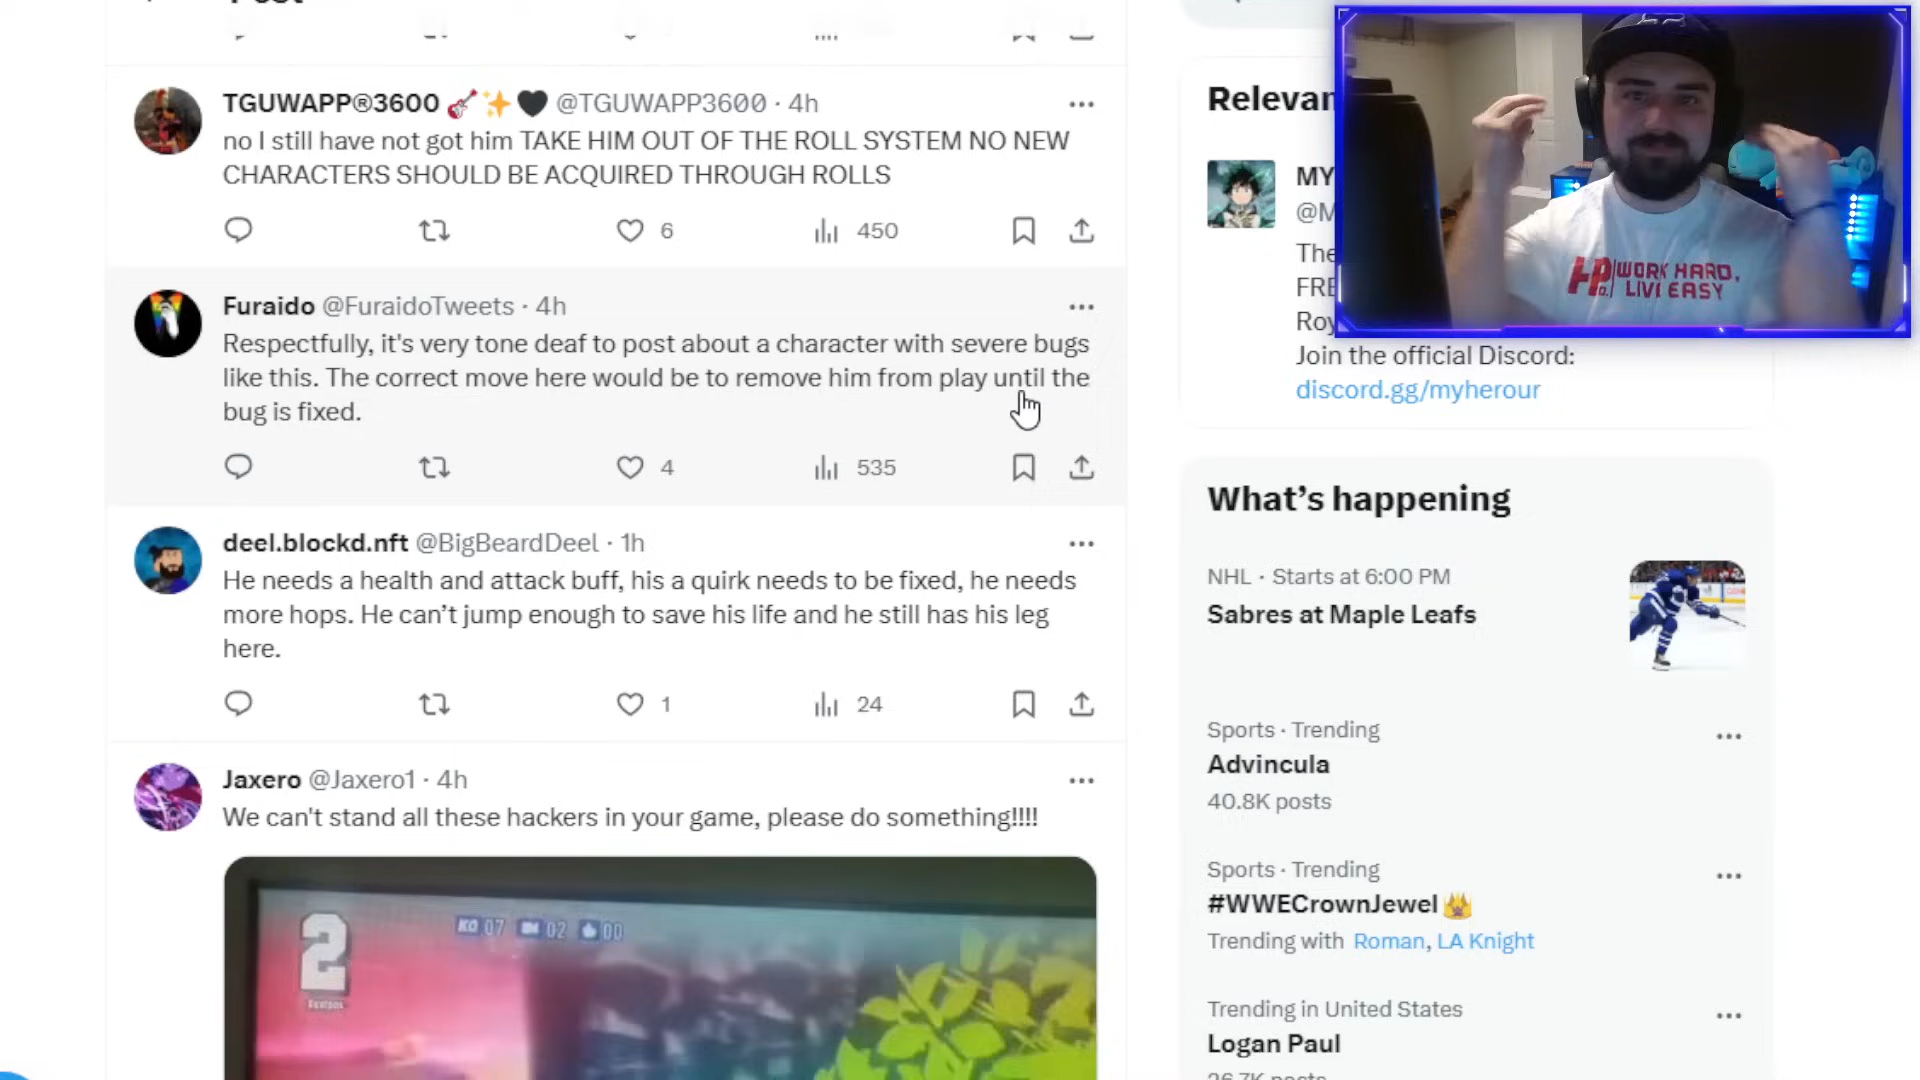 TGUWAPP®3600 🎸✨🖤 @TGUWAPP3600 · 4h
no I still have not got him TAKE HIM OUT OF THE ROLL SYSTEM NO NEW
CHARACTERS SHOULD BE ACQUIRED THROUGH ROLLS
6
450
Furaido @FuraidoTweets · 4h
Respectfully, it's very tone deaf to post about a character with severe bugs
like this. The correct move here would be to remove him from play until the
bug is fixed.
4
535
deel.blockd.nft @BigBeardDeel · 1h
He needs a health and attack buff, his a quirk needs to be fixed, he needs
more hops. He can't jump enough to save his life and he still has his leg
here.
1
24
Jaxero @Jaxero1 · 4h
We can't stand all these hackers in your game, please do something!!!!
2
KO 07
02
00
Relevan
MY
@M
The
FRE
Roy
Join the official Discord:
discord.gg/myherour
WORK HARD,
LIVE EASY
What's happening
NHL · Starts at 6:00 PM
Sabres at Maple Leafs
Sports · Trending
Advincula
40.8K posts
Sports · Trending
#WWECrownJewel👑
Trending with Roman, LA Knight
Trending in United States
Logan Paul